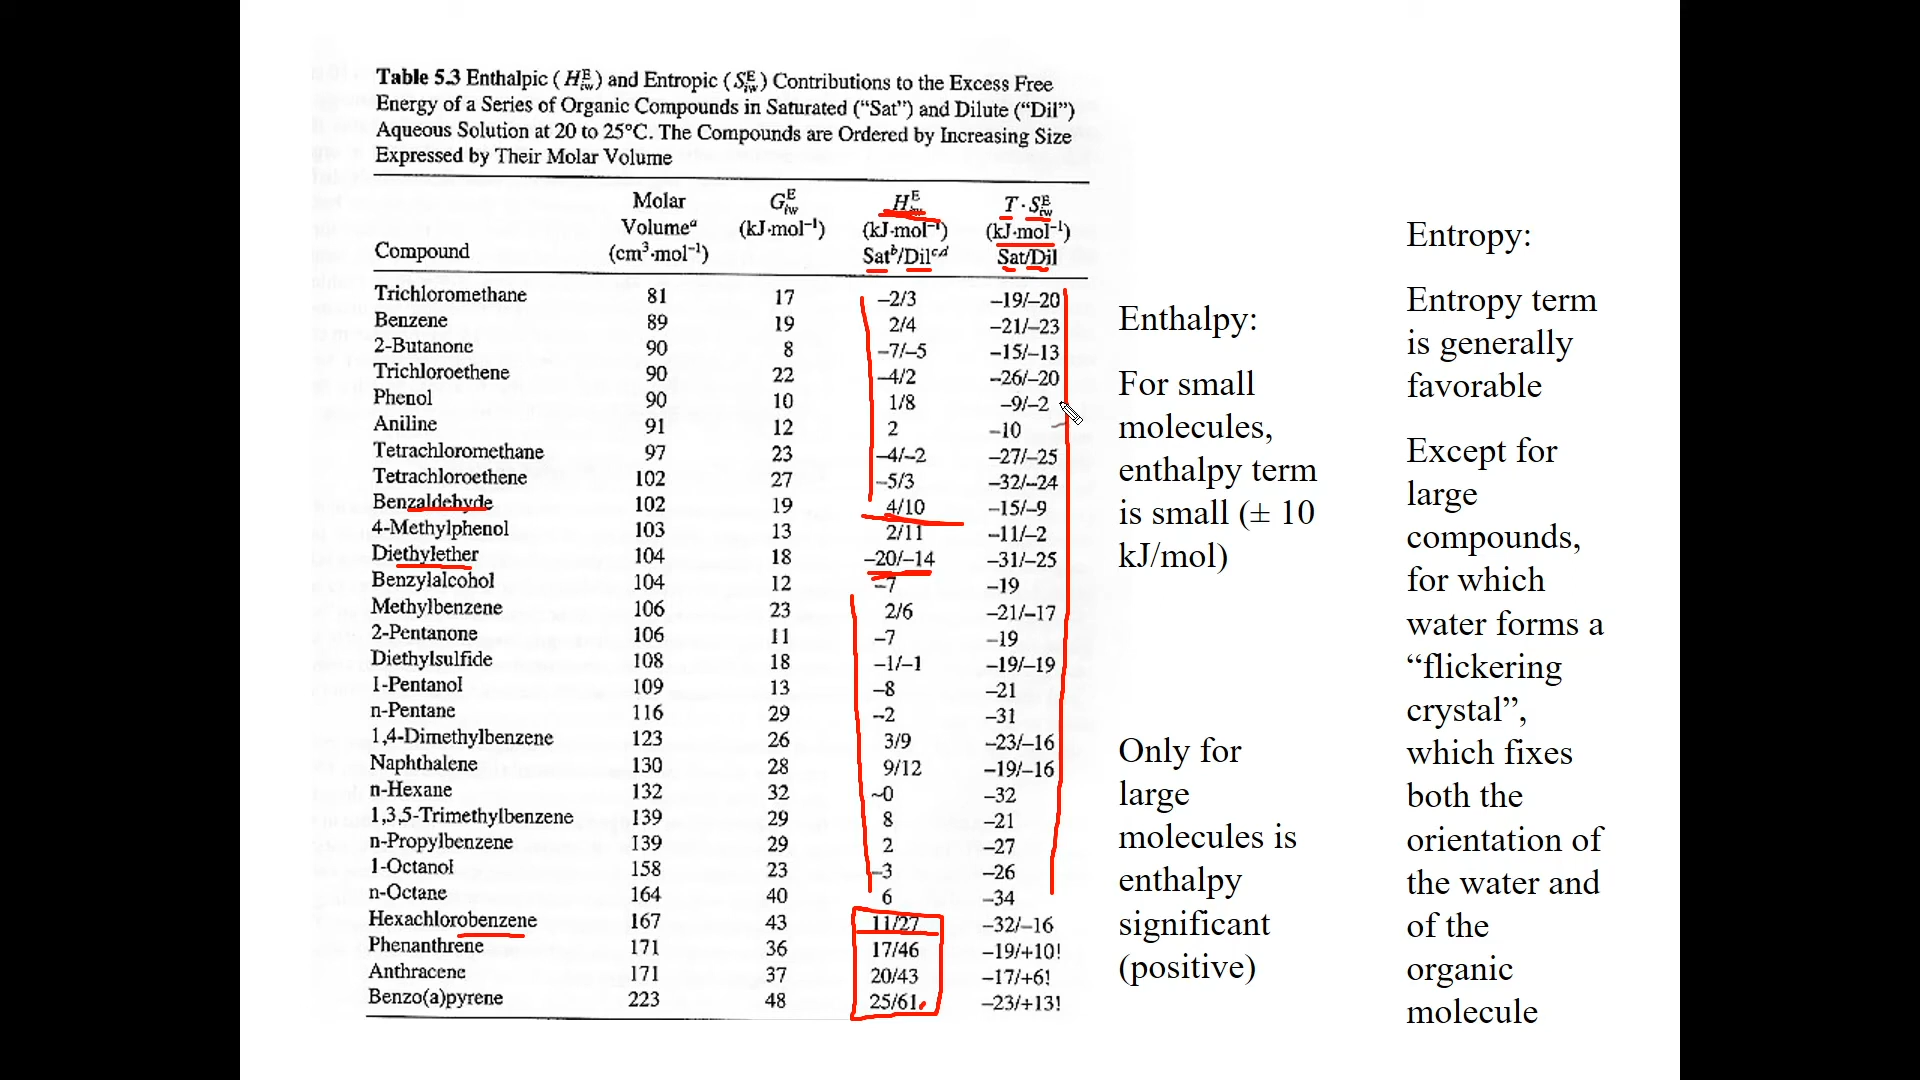 Table 5.3 Enthalpic (H^E_iw) and Entropic (S^E_iw) Contributions to the Excess Free
Energy of a Series of Organic Compounds in Saturated (“Sat”) and Dilute (“Dil”)
Aqueous Solution at 20 to 25°C. The Compounds are Ordered by Increasing Size
Expressed by Their Molar Volume
Molar G^E_iw H^E_iw T · S^E_iw
Volume^a (kJ·mol⁻¹) (kJ·mol⁻¹) (kJ·mol⁻¹)
Compound (cm³·mol⁻¹) Sat^b/Dil^c,d Sat/Dil
Trichloromethane 81 17 –2/3 –19/–20
Benzene 89 19 2/4 –21/–23
2-Butanone 90 8 –7/–5 –15/–13
Trichloroethene 90 22 –4/2 –26/–20
Phenol 90 10 1/8 –9/–2
Aniline 91 12 2 –10
Tetrachloromethane 97 23 –4/–2 –27/–25
Tetrachloroethene 102 27 –5/3 –32/–24
Benzaldehyde 102 19 4/10 –15/–9
4-Methylphenol 103 13 2/11 –11/–2
Diethylether 104 18 –20/–14 –31/–25
Benzylalcohol 104 12 –7 –19
Methylbenzene 106 23 2/6 –21/–17
2-Pentanone 106 11 –7 –19
Diethylsulfide 108 18 –1/–1 –19/–19
1-Pentanol 109 13 –8 –21
n-Pentane 116 29 –2 –31
1,4-Dimethylbenzene 123 26 3/9 –23/–16
Naphthalene 130 28 9/12 –19/–16
n-Hexane 132 32 ~0 –32
1,3,5-Trimethylbenzene 139 29 8 –21
n-Propylbenzene 139 29 2 –27
1-Octanol 158 23 –3 –26
n-Octane 164 40 6 –34
Hexachlorobenzene 167 43 11/27 –32/–16
Phenanthrene 171 36 17/46 –19/+10!
Anthracene 171 37 20/43 –17/+6!
Benzo(a)pyrene 223 48 25/61. –23/+13!
Enthalpy:
For small
molecules,
enthalpy term
is small (± 10
kJ/mol)
Only for
large
molecules is
enthalpy
significant
(positive)
Entropy:
Entropy term
is generally
favorable
Except for
large
compounds,
for which
water forms a
“flickering
crystal”,
which fixes
both the
orientation of
the water and
of the
organic
molecule